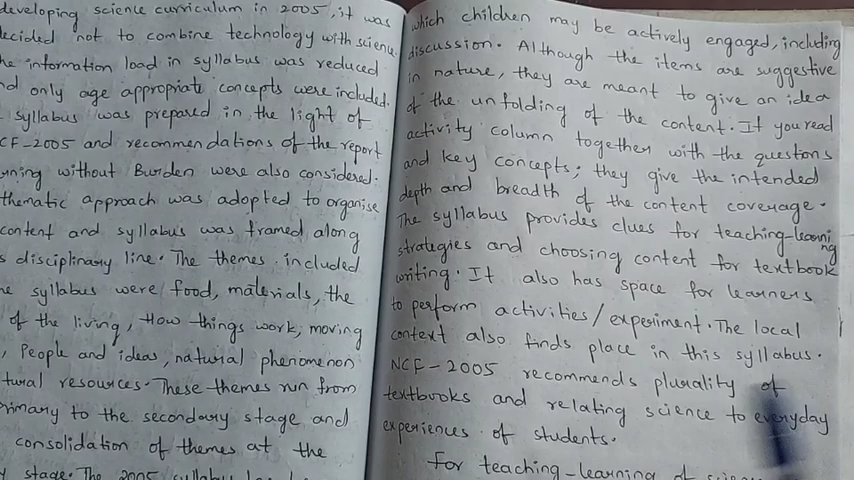 developing science curriculum in 2005, it was
decided not to combine technology with science.
he information load in syllabus was reduced
nd only age appropriate concepts were included.
syllabus was prepared in the light of
CF-2005 and recommendations of the report
rning without Burden were also considered.
thematic approach was adopted to organise
content and syllabus was framed along
s disciplinary line. The themes included
he syllabus were food, materials, the
of the living, How things work, moving
, People and ideas, natural phenomenon
tural resources. These themes run from
primary to the secondary stage and
consolidation of themes at the
y stage. The 2005 syllabus
which children may be actively engaged, including
discussion. Although the items are suggestive
in nature, they are meant to give an idea
of the unfolding of the content. If you read
activity column together with the questions
and key concepts; they give the intended
depth and breadth of the content coverage.
The syllabus provides clues for teaching-learning
strategies and choosing content for textbook
writing. It also has space for learners
to perform activities/experiment. The local
context also finds place in this syllabus.
NCF-2005 recommends plurality of
textbooks and relating science to everyday
experiences of students.
For teaching-learning of